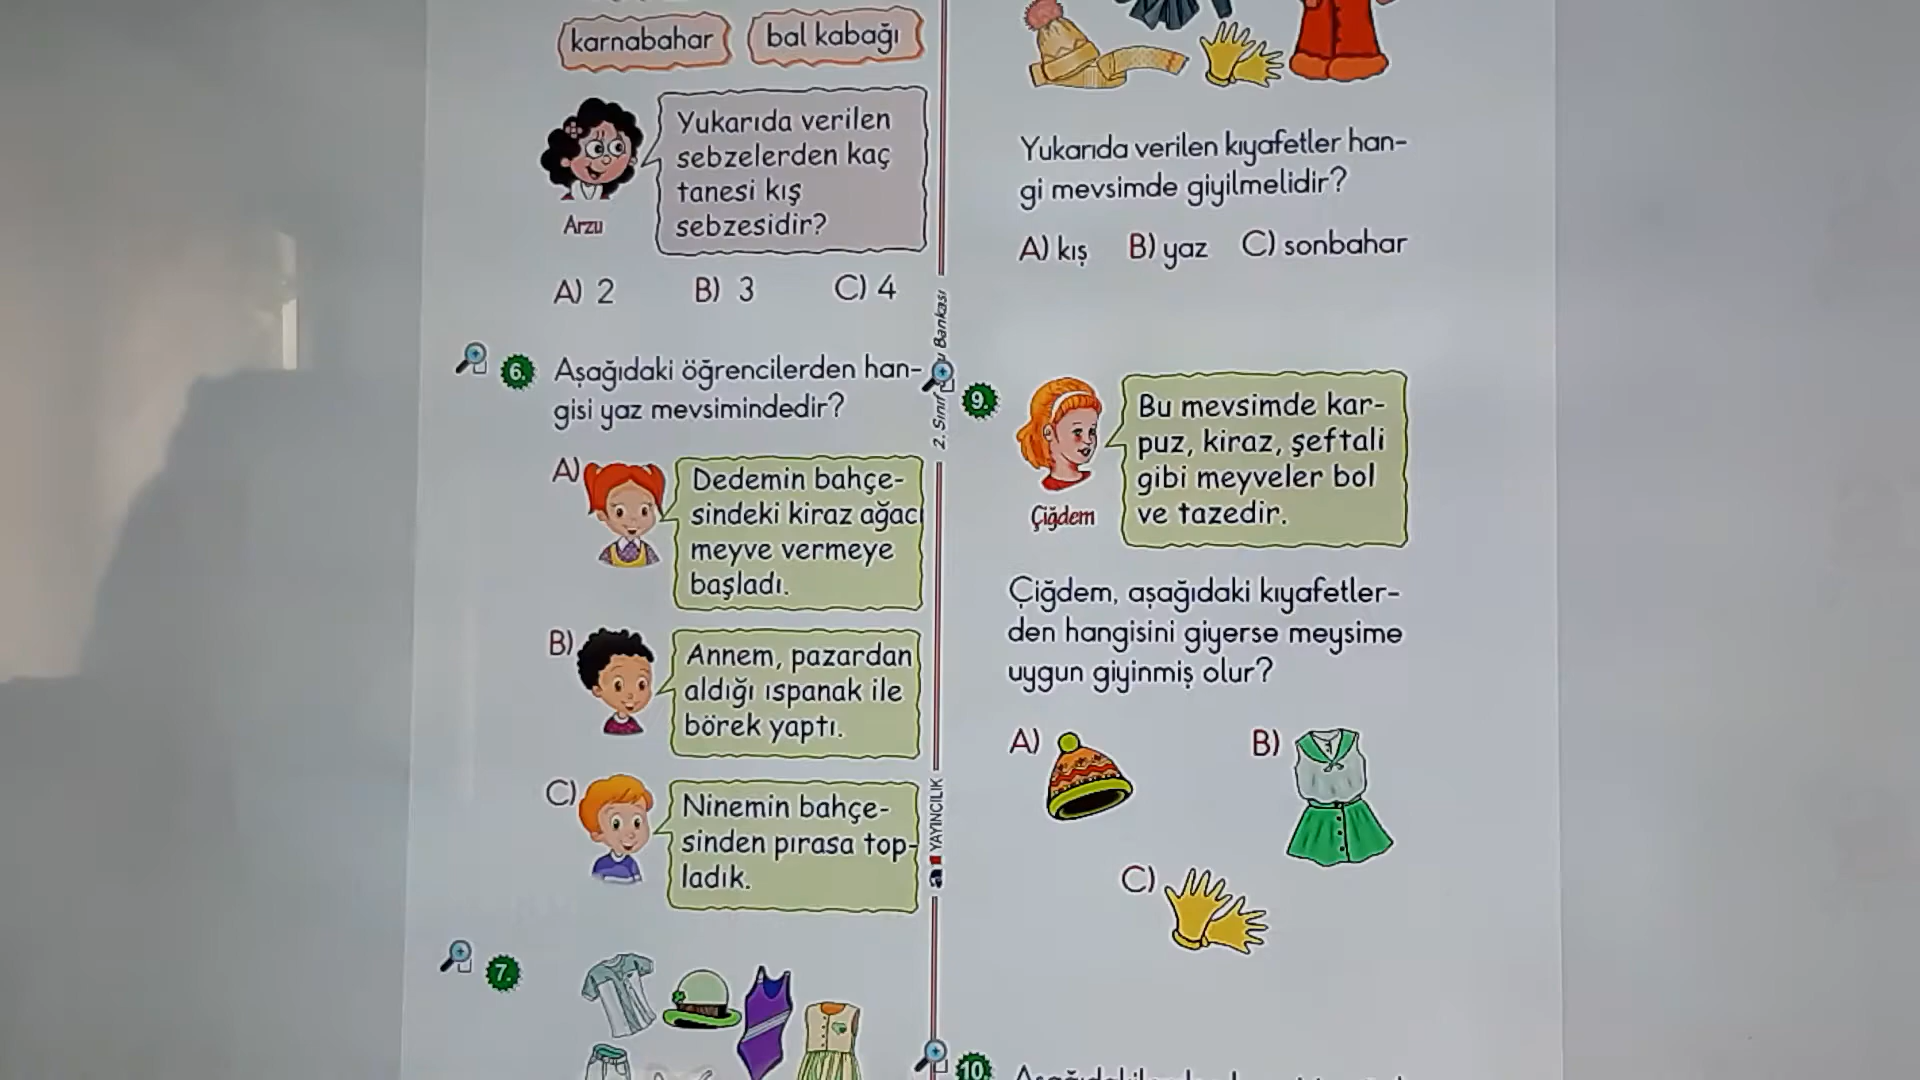 karnabahar
bal kabağı
Yukarıda verilen
sebzelerden kaç
tanesi kış
sebzesidir?
Arzu
A) 2 B) 3 C) 4
6. Aşağıdaki öğrencilerden han-
gisi yaz mevsimindedir?
A) Dedemin bahçe-
sindeki kiraz ağacı
meyve vermeye
başladı.
B) Annem, pazardan
aldığı ıspanak ile
börek yaptı.
C) Ninemin bahçe-
sinden pırasa top-
ladık.
7.
2. Sınıf
Bankası
a YAYINCILIK
Yukarıda verilen kıyafetler han-
gi mevsimde giyilmelidir?
A) kış B) yaz C) sonbahar
9.
Bu mevsimde kar-
puz, kiraz, şeftali
gibi meyveler bol
ve tazedir.
Çiğdem
Çiğdem, aşağıdaki kıyafetler-
den hangisini giyerse meysime
uygun giyinmiş olur?
A) B)
C)
10.